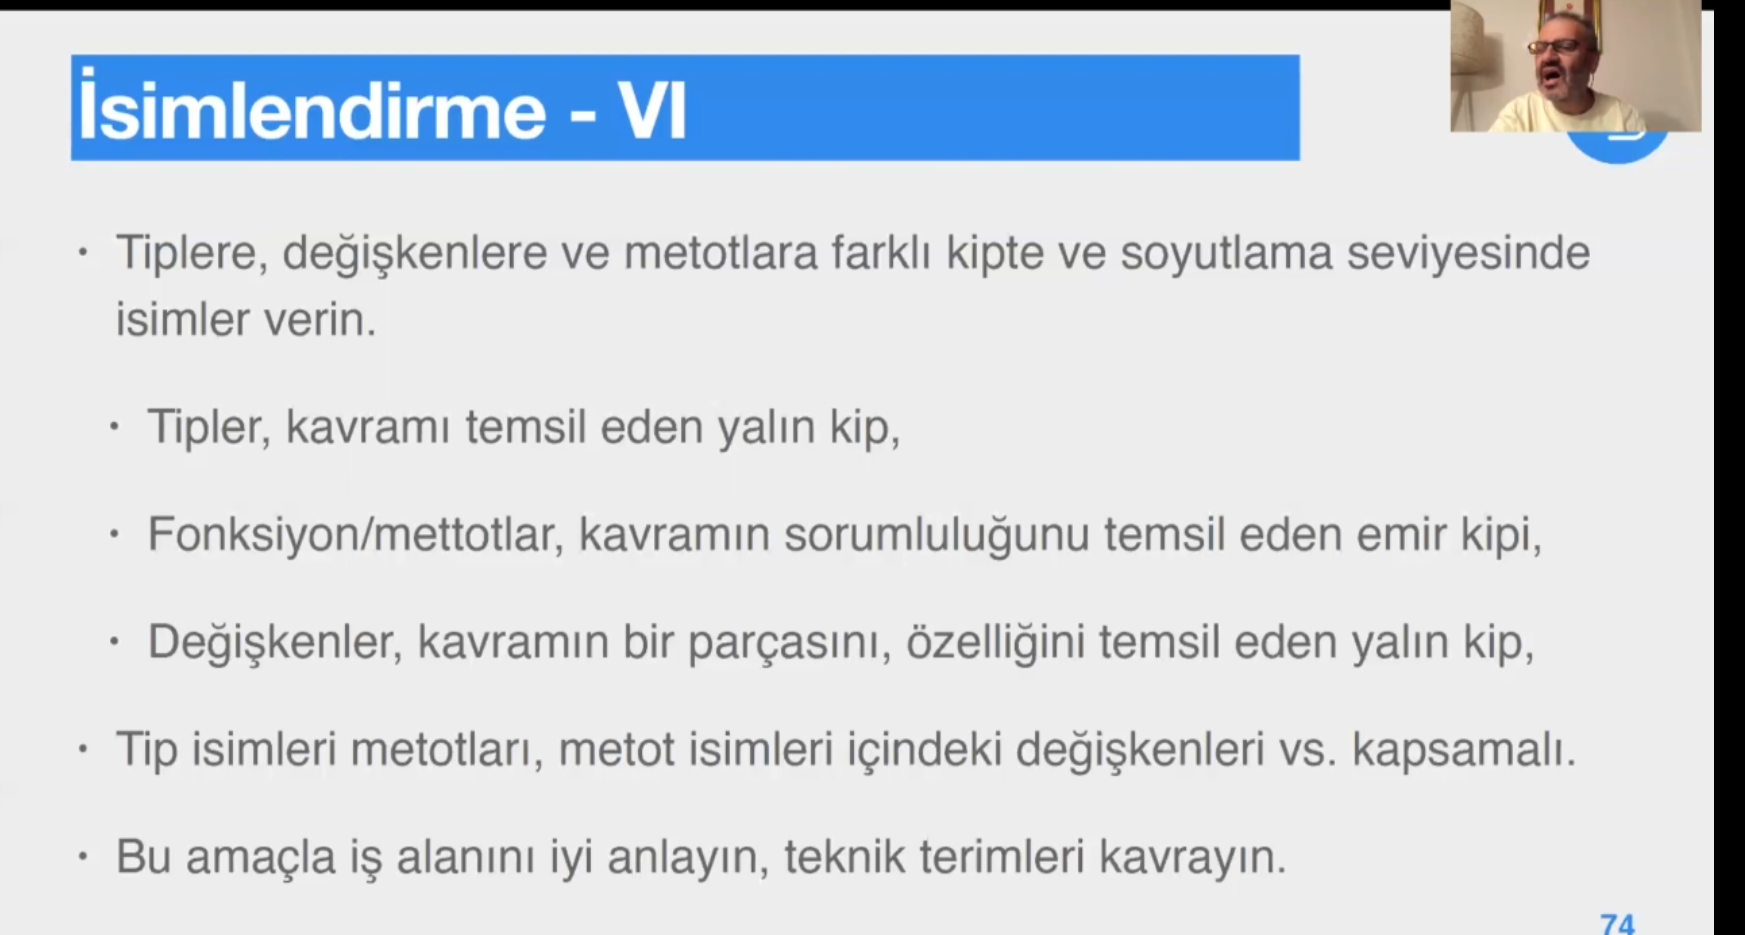 İsimlendirme - VI
• Tiplere, değişkenlere ve metotlara farklı kipte ve soyutlama seviyesinde
isimler verin.
• Tipler, kavramı temsil eden yalın kip,
• Fonksiyon/mettotlar, kavramın sorumluluğunu temsil eden emir kipi,
• Değişkenler, kavramın bir parçasını, özelliğini temsil eden yalın kip,
• Tip isimleri metotları, metot isimleri içindeki değişkenleri vs. kapsamalı.
• Bu amaçla iş alanını iyi anlayın, teknik terimleri kavrayın.
74